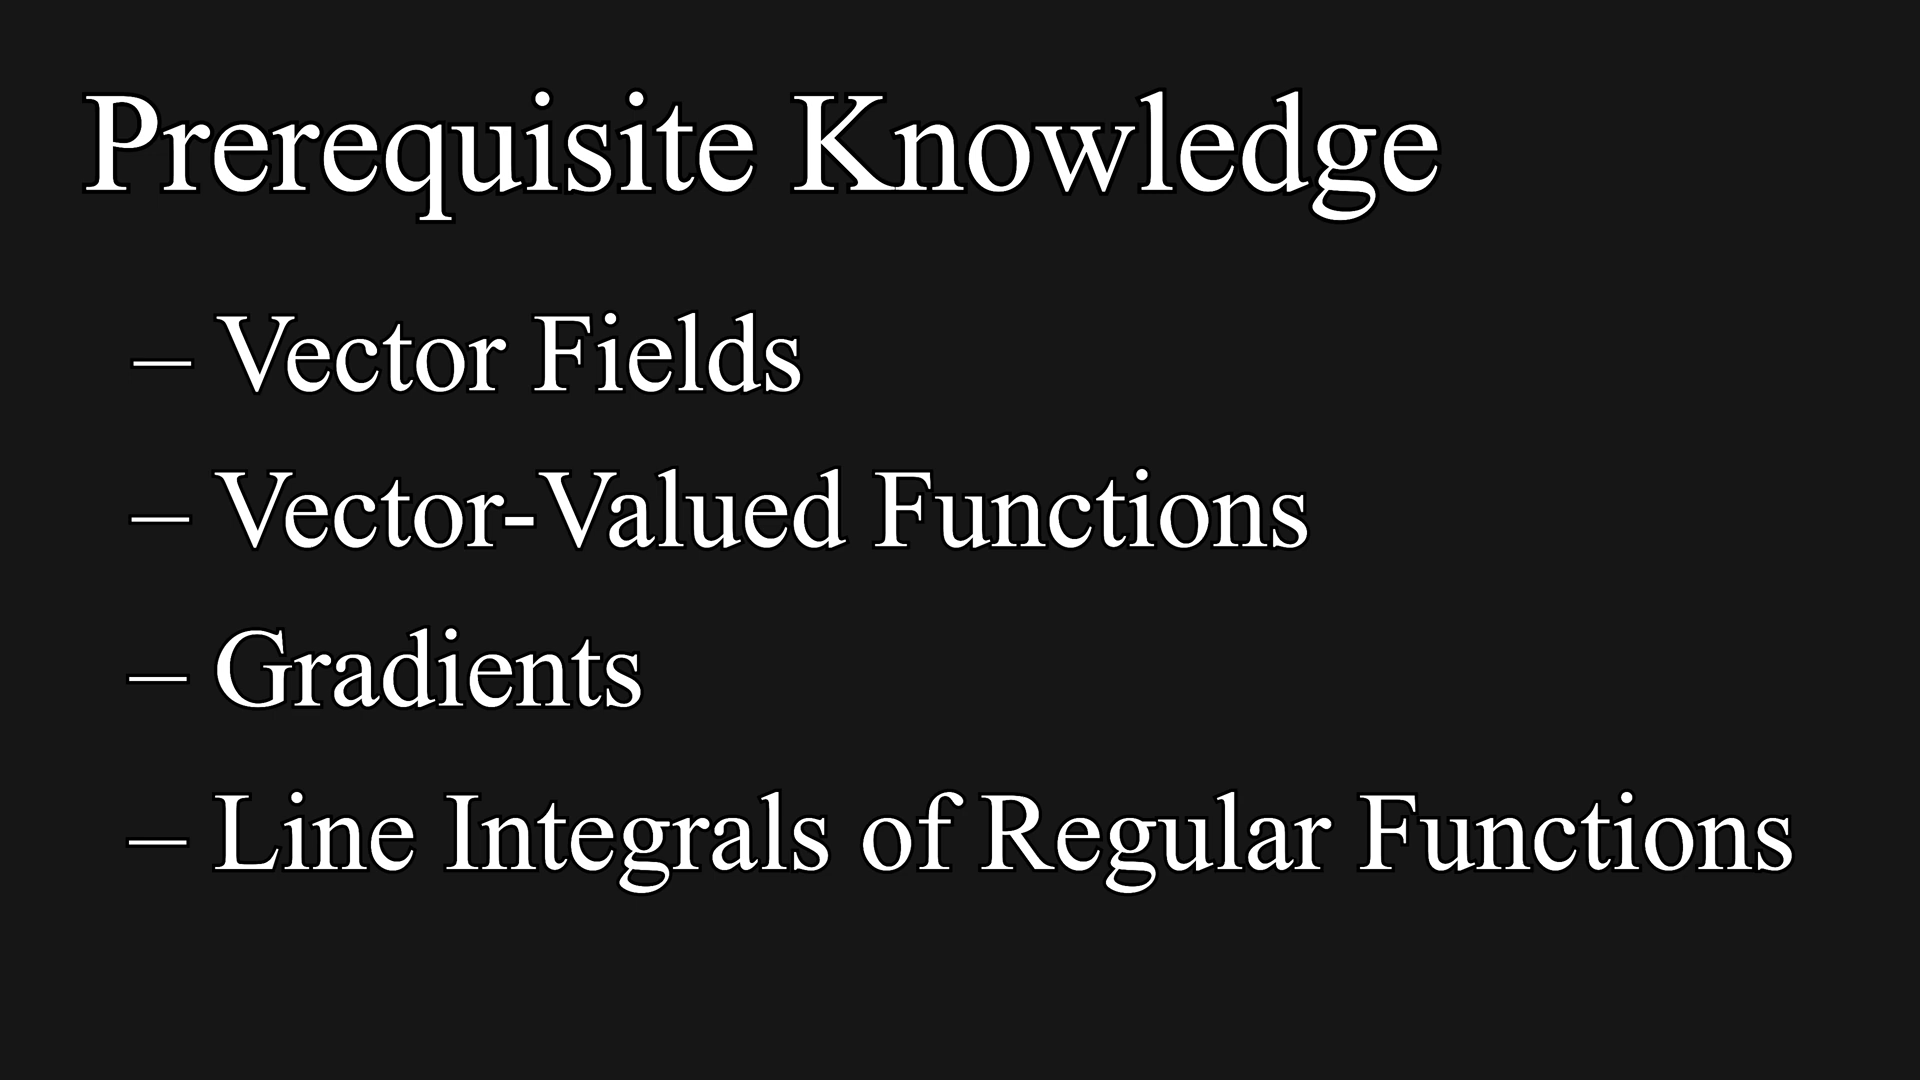 Prerequisite Knowledge
– Vector Fields
– Vector-Valued Functions
– Gradients
– Line Integrals of Regular Functions